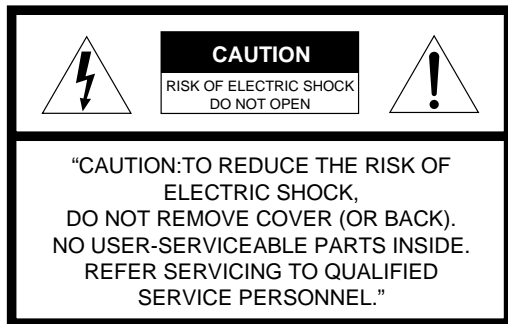 CAUTION
RISK OF ELECTRIC SHOCK
DO NOT OPEN
“CAUTION:TO REDUCE THE RISK OF
ELECTRIC SHOCK,
DO NOT REMOVE COVER (OR BACK).
NO USER-SERVICEABLE PARTS INSIDE.
REFER SERVICING TO QUALIFIED
SERVICE PERSONNEL.”